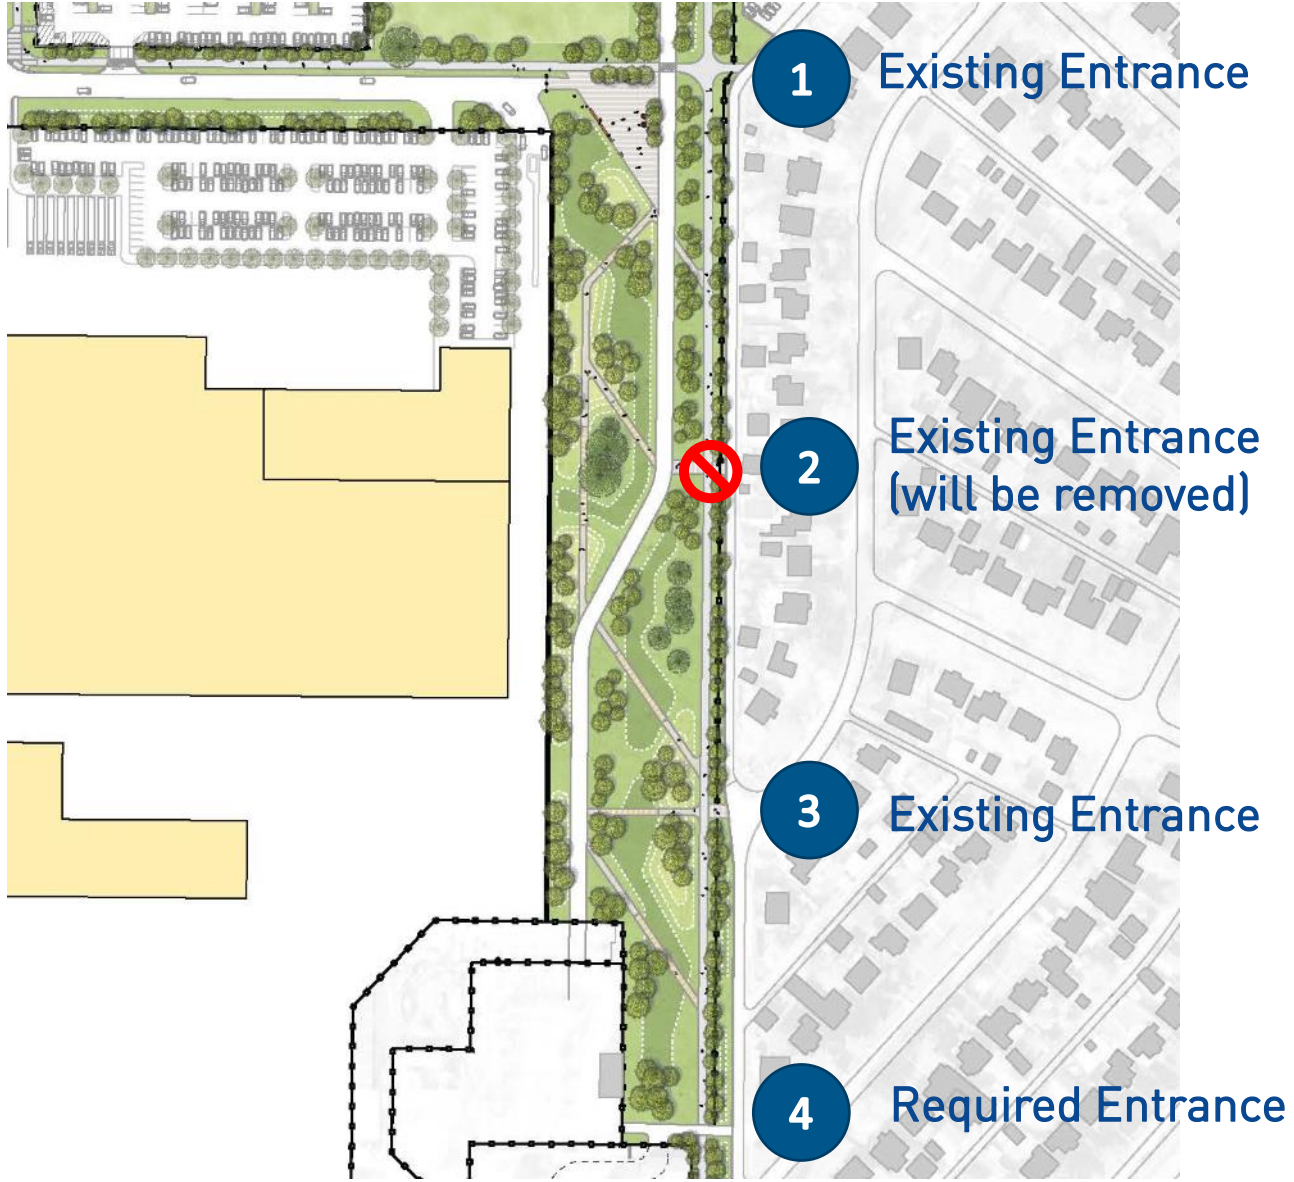 1 Existing Entrance
2 Existing Entrance
(will be removed)
3 Existing Entrance
4 Required Entrance